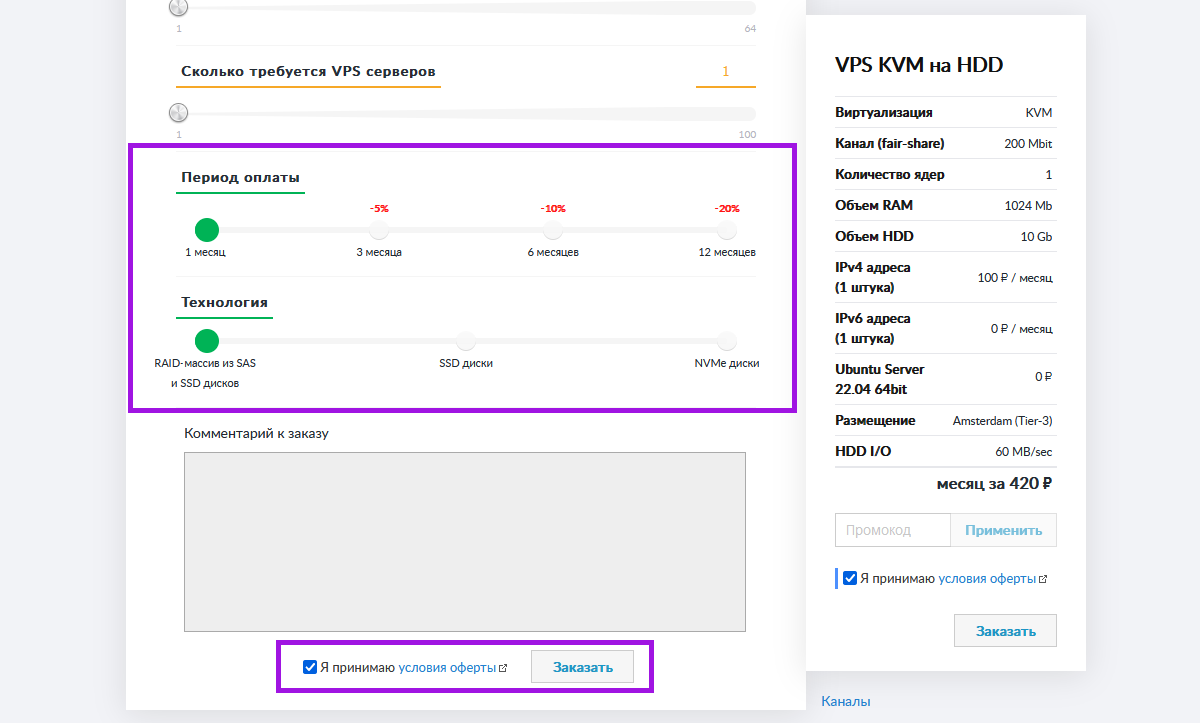 1
64
Сколько требуется VPS серверов
1
1
100
Период оплаты
-5%
-10%
-20%
1 месяц
3 месяца
6 месяцев
12 месяцев
Технология
RAID-массив из SAS
и SSD дисков
SSD диски
NVMe диски
Комментарий к заказу
Я принимаю условия оферты
Заказать
VPS KVM на HDD
Виртуализация KVM
Канал (fair-share) 200 Mbit
Количество ядер 1
Объем RAM 1024 Mb
Объем HDD 10 Gb
IPv4 адреса
(1 штука) 100 ₽ / месяц
IPv6 адреса
(1 штука) 0 ₽ / месяц
Ubuntu Server
22.04 64bit 0 ₽
Размещение Amsterdam (Tier-3)
HDD I/O 60 MB/sec
месяц за 420 ₽
Промокод Применить
Я принимаю условия оферты
Заказать
Каналы